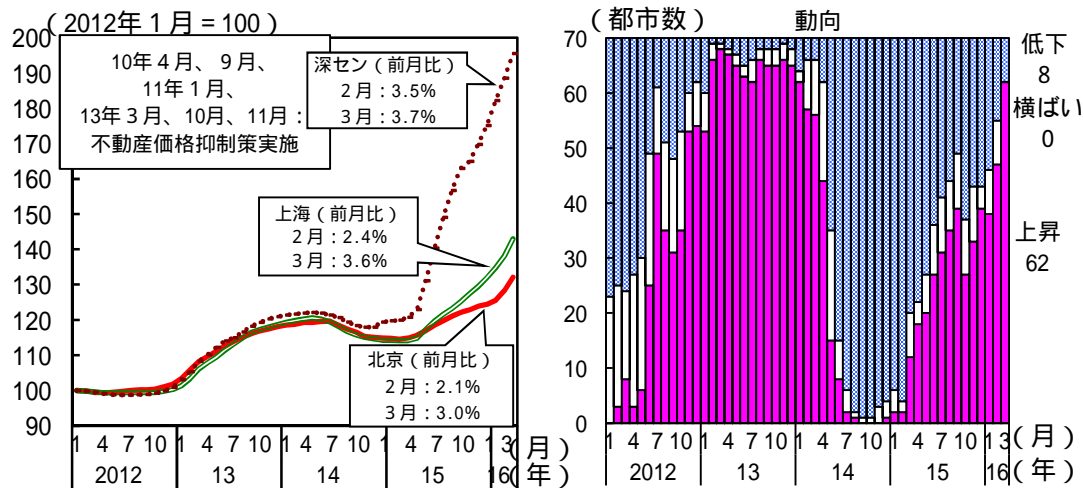 （2012年１月＝100）
200
190
180
170
160
150
140
130
120
110
100
90
10年４月、９月、
11年１月、
13年３月、10月、11月：
不動産価格抑制策実施
深セン（前月比）
２月：3.5%
３月：3.7%
上海（前月比）
２月：2.4%
３月：3.6%
北京（前月比）
２月：2.1%
３月：3.0%
1 4 7 10 1 4 7 10 1 4 7 10 1 4 7 10 1 3（月）
2012 13 14 15 16（年）
（都市数） 動向
70
60
50
40
30
20
10
0
低下
8
横ばい
0
上昇
62
1 4 7 10 1 4 7 10 1 4 7 10 1 4 7 10 1 3（月）
2012 13 14 15 16（年）